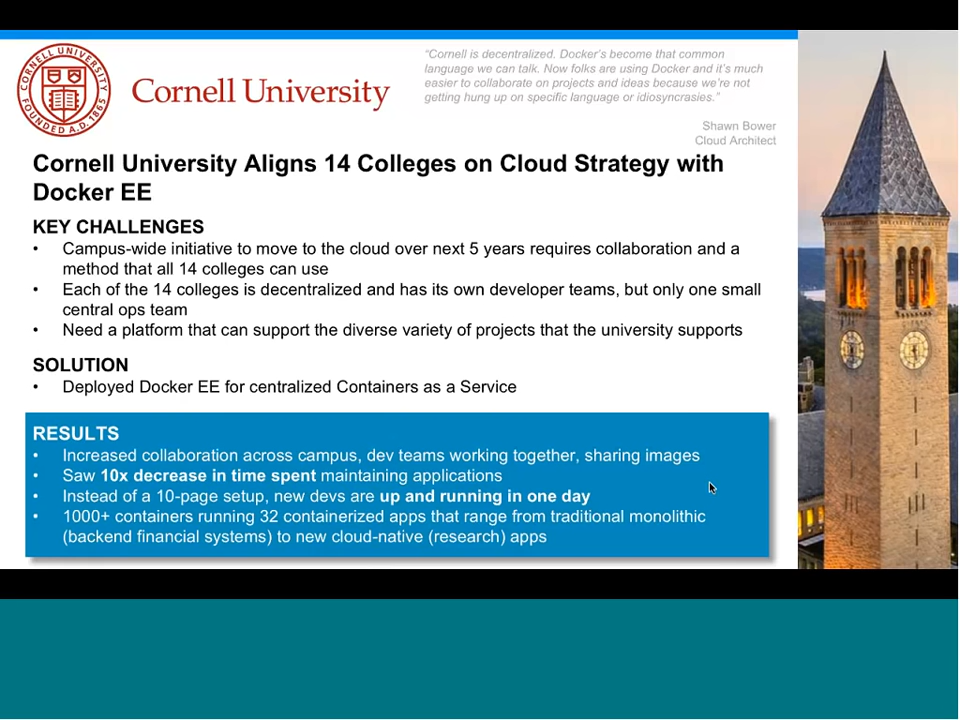 CORNELL UNIVERSITY
FOUNDED A.D. 1865
Cornell University
“Cornell is decentralized. Docker’s become that common
language we can talk. Now folks are using Docker and it’s much
easier to collaborate on projects and ideas because we’re not
getting hung up on specific language or idiosyncrasies.”
Shawn Bower
Cloud Architect
Cornell University Aligns 14 Colleges on Cloud Strategy with
Docker EE
KEY CHALLENGES
• Campus-wide initiative to move to the cloud over next 5 years requires collaboration and a
method that all 14 colleges can use
• Each of the 14 colleges is decentralized and has its own developer teams, but only one small
central ops team
• Need a platform that can support the diverse variety of projects that the university supports
SOLUTION
• Deployed Docker EE for centralized Containers as a Service
RESULTS
• Increased collaboration across campus, dev teams working together, sharing images
• Saw 10x decrease in time spent maintaining applications
• Instead of a 10-page setup, new devs are up and running in one day
• 1000+ containers running 32 containerized apps that range from traditional monolithic
(backend financial systems) to new cloud-native (research) apps